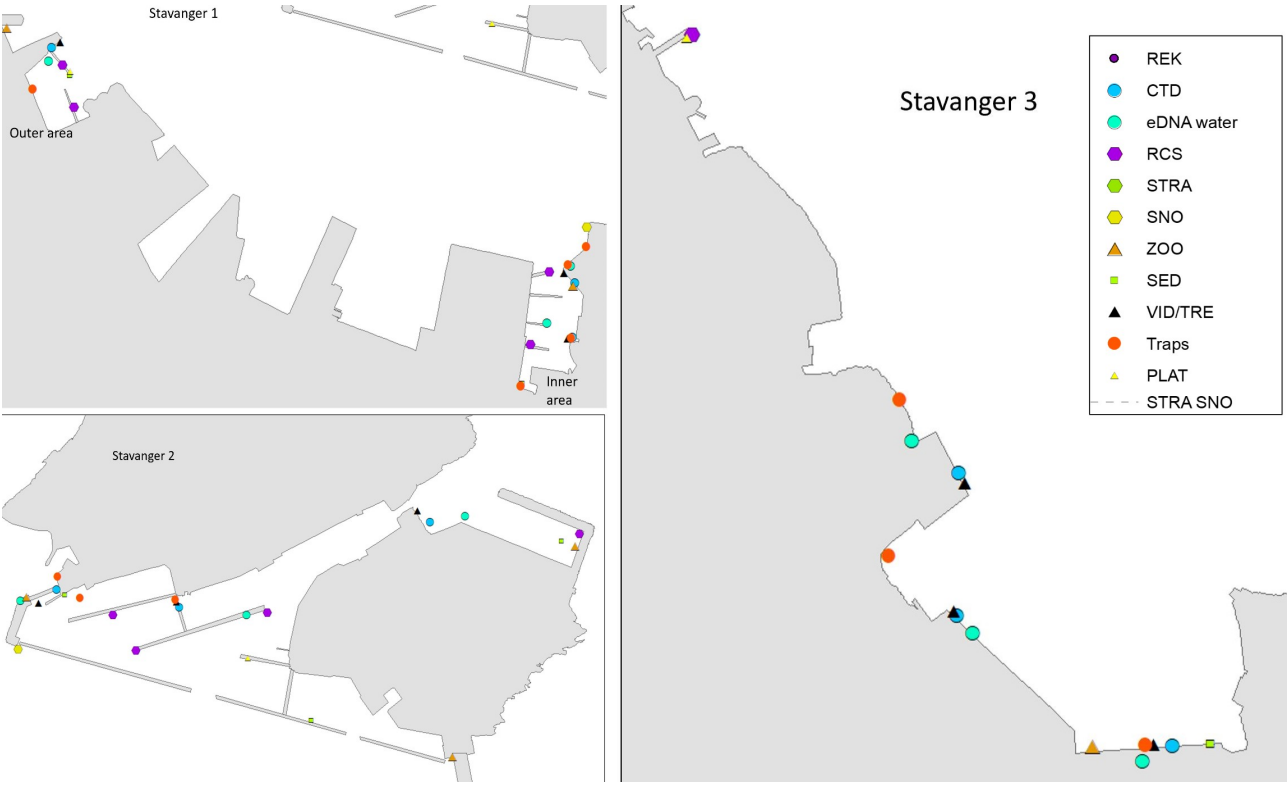 Stavanger 1
Outer area
Inner
area
Stavanger 2
Stavanger 3
REK
CTD
eDNA water
RCS
STRA
SNO
ZOO
SED
VID/TRE
Traps
PLAT
STRA SNO